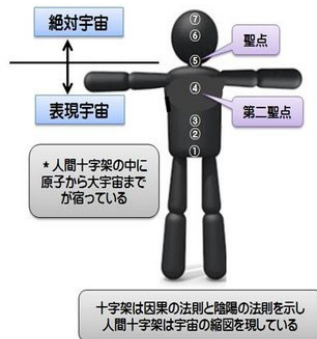 絶対宇宙
表現宇宙
⑦
⑥
⑤
聖点
④
第二聖点
③
②
①
*人間十字架の中に
原子から大宇宙まで
が宿っている
十字架は因果の法則と陰陽の法則を示し
人間十字架は宇宙の縮図を現している